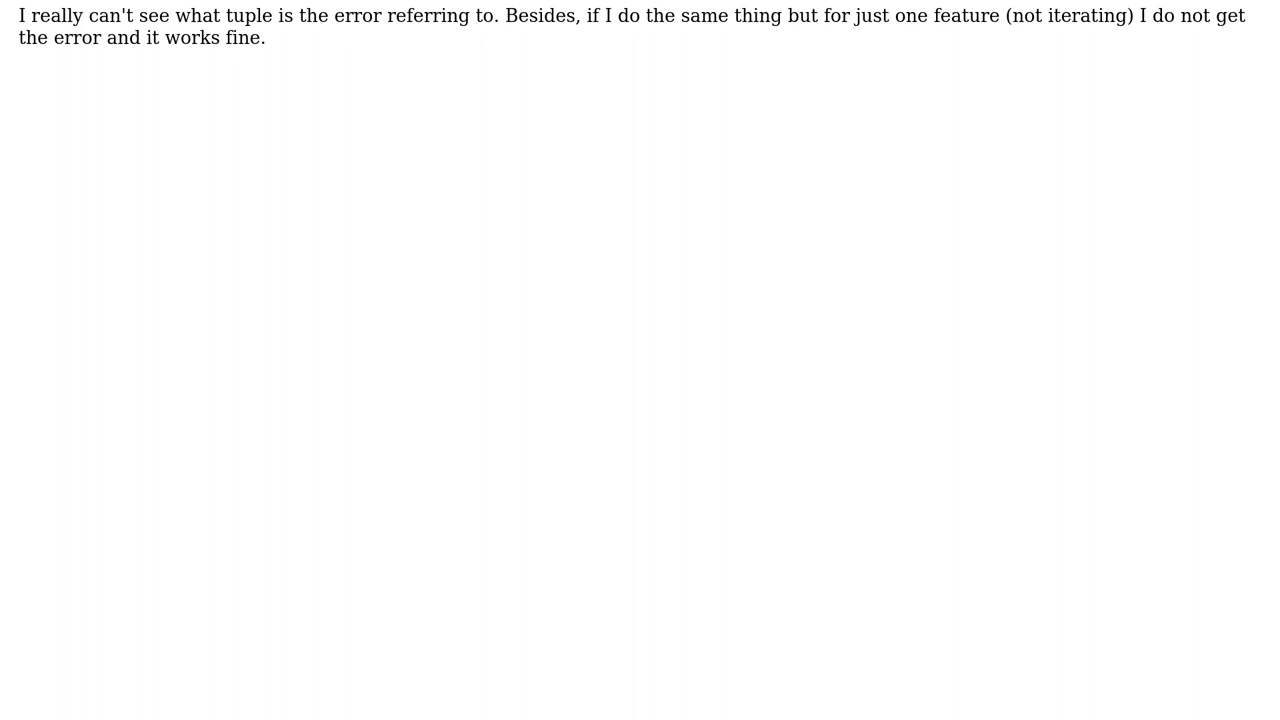 I really can't see what tuple is the error referring to. Besides, if I do the same thing but for just one feature (not iterating) I do not get
the error and it works fine.